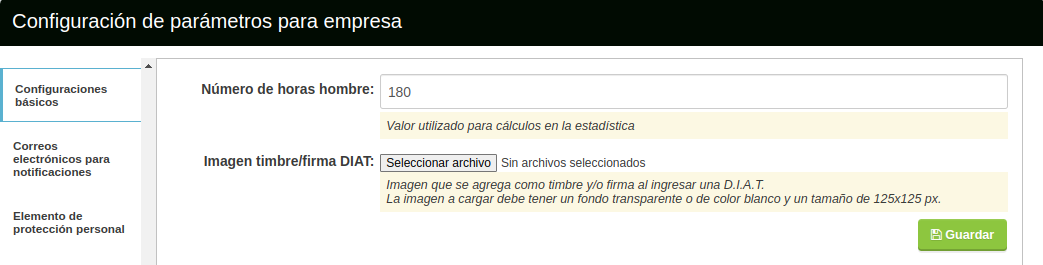 Configuración de parámetros para empresa
Configuraciones
básicos
Correos
electrónicos para
notificaciones
Elemento de
protección personal
Número de horas hombre: 180
Valor utilizado para cálculos en la estadística
Imagen timbre/firma DIAT: Seleccionar archivo Sin archivos seleccionados
Imagen que se agrega como timbre y/o firma al ingresar una D.I.A.T.
La imagen a cargar debe tener un fondo transparente o de color blanco y un tamaño de 125x125 px.
Guardar